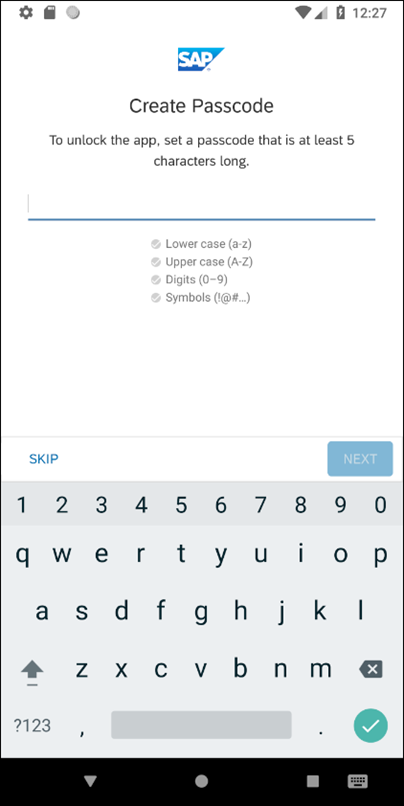 12:27
SAP
Create Passcode
To unlock the app, set a passcode that is at least 5
characters long.
Lower case (a-z)
Upper case (A-Z)
Digits (0–9)
Symbols (!@#...)
SKIP
NEXT
1 2 3 4 5 6 7 8 9 0
q w e r t y u i o p
a s d f g h j k l
z x c v b n m
?123 , .